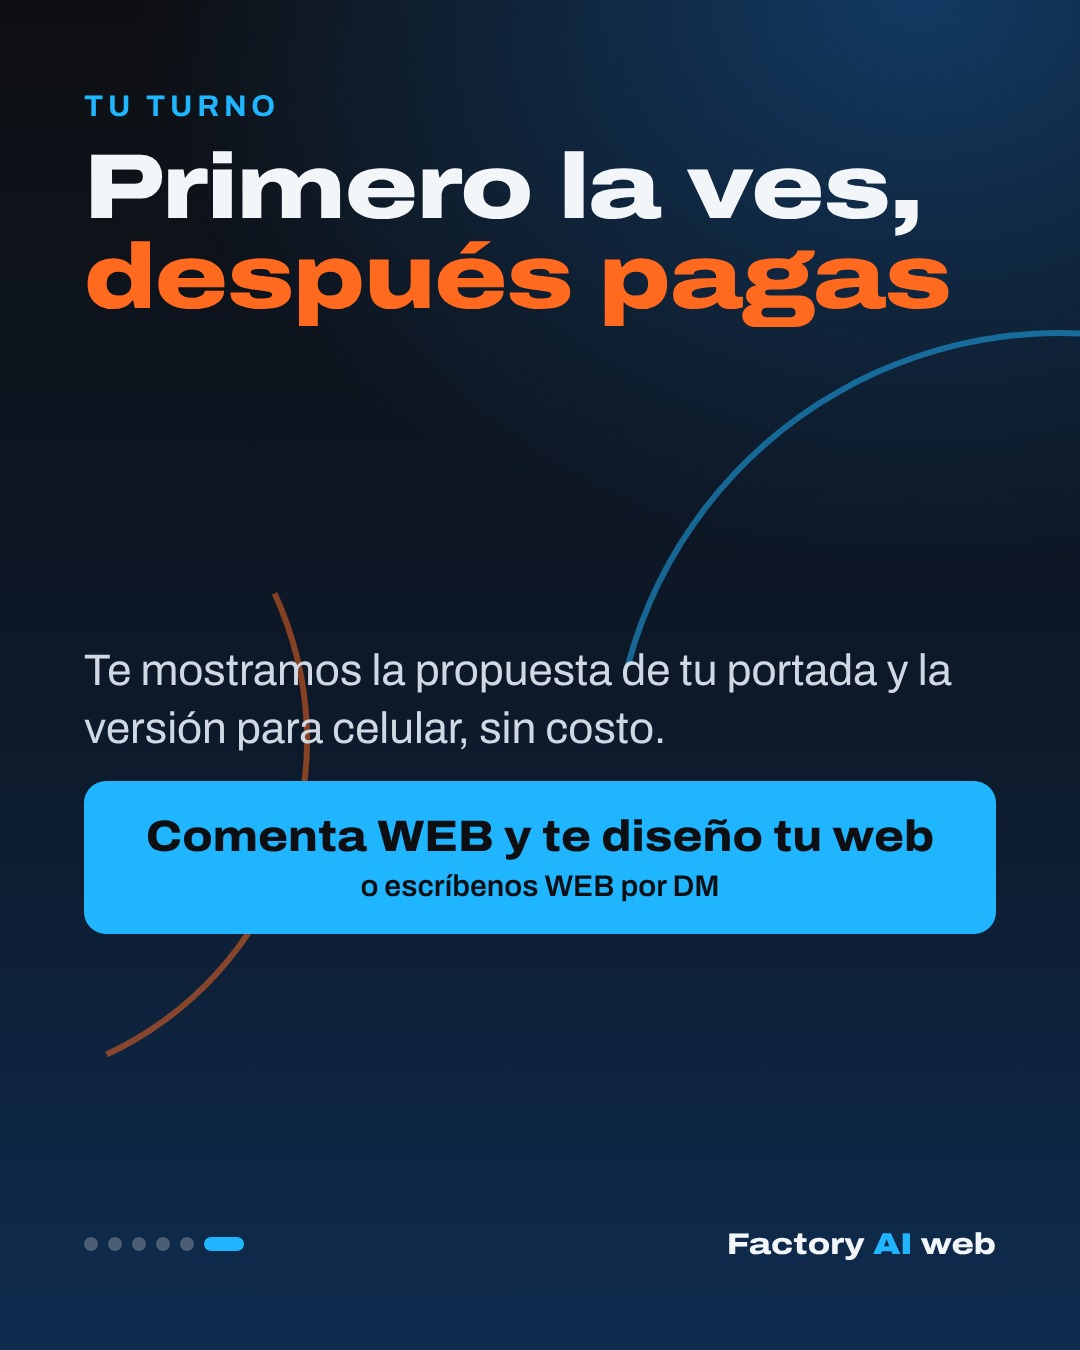 TU TURNO
Primero la ves,
después pagas
Te mostramos la propuesta de tu portada y la
versión para celular, sin costo.
Comenta WEB y te diseño tu web
o escríbenos WEB por DM
Factory AI web